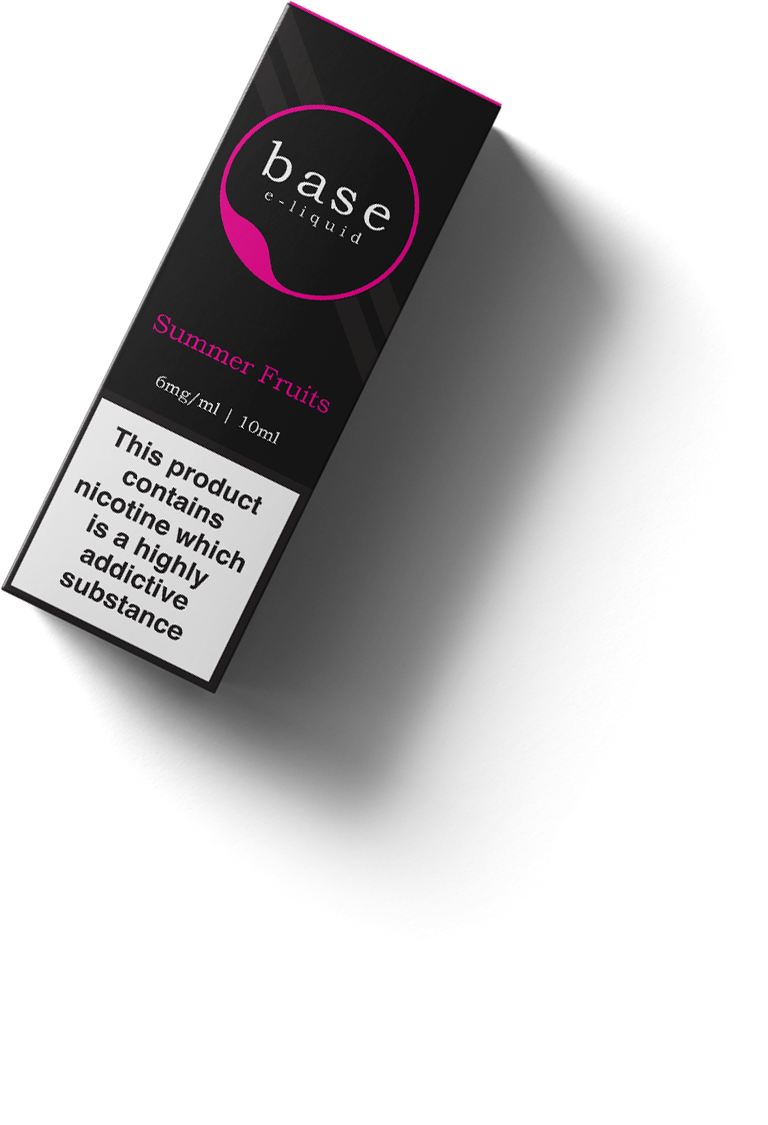 base
e-liquid
Summer Fruits
6mg/ml | 10ml
This product
contains
nicotine which
is a highly
addictive
substance